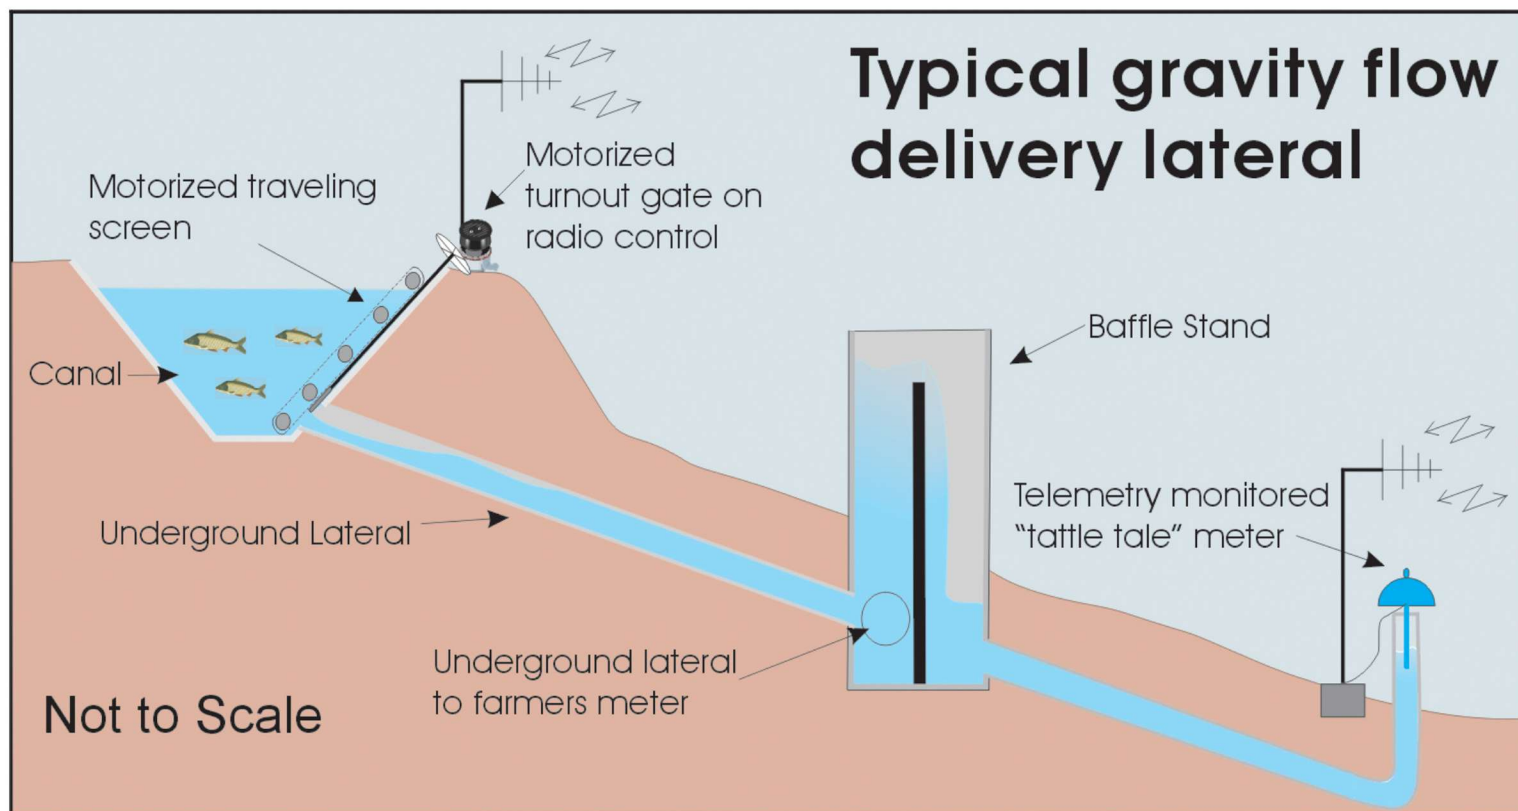 Typical gravity flow
delivery lateral
Motorized
turnout gate on
radio control
Motorized traveling
screen
Baffle Stand
Canal
Telemetry monitored
“tattle tale” meter
Underground Lateral
Underground lateral
to farmers meter
Not to Scale